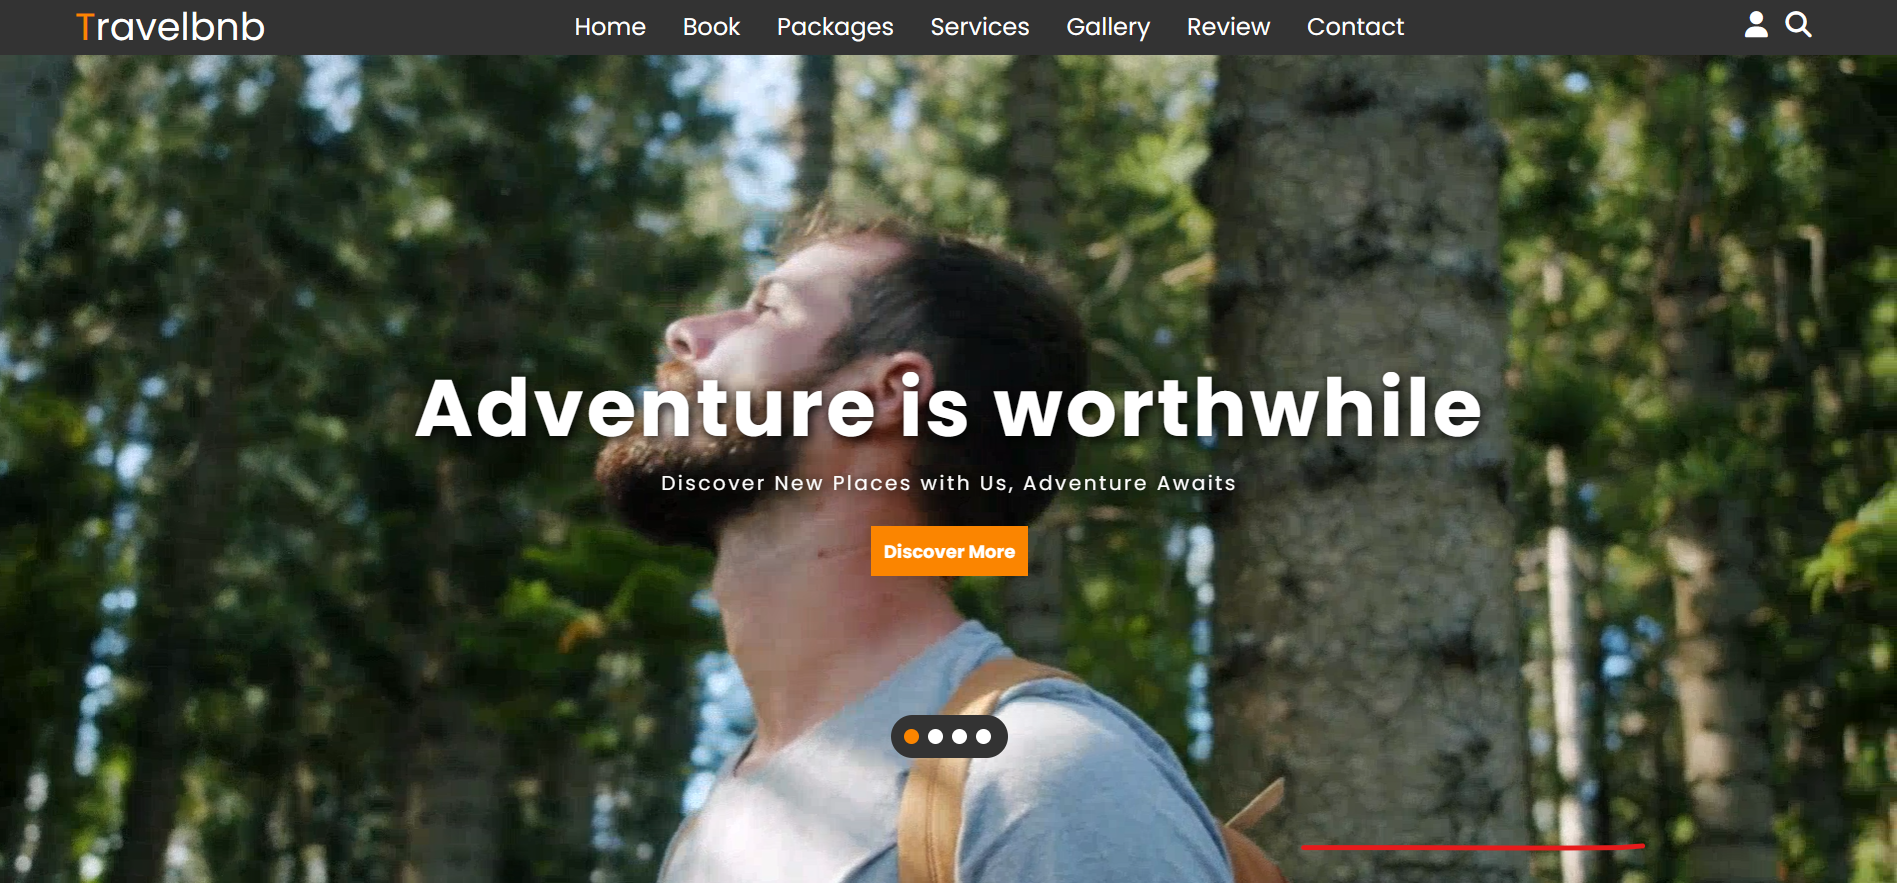 Travelbnb
Home Book Packages Services Gallery Review Contact
Adventure is worthwhile
Discover New Places with Us, Adventure Awaits
Discover More